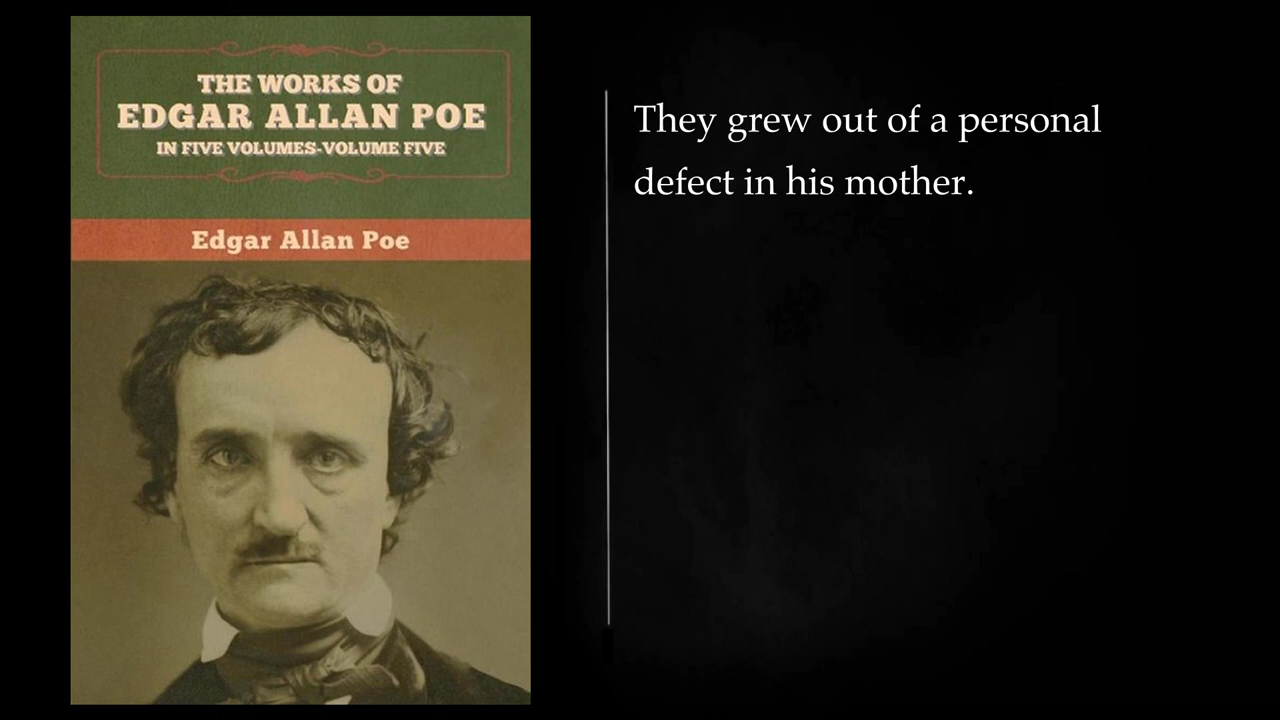 THE WORKS OF
EDGAR ALLAN POE
IN FIVE VOLUMES-VOLUME FIVE
Edgar Allan Poe
They grew out of a personal
defect in his mother.